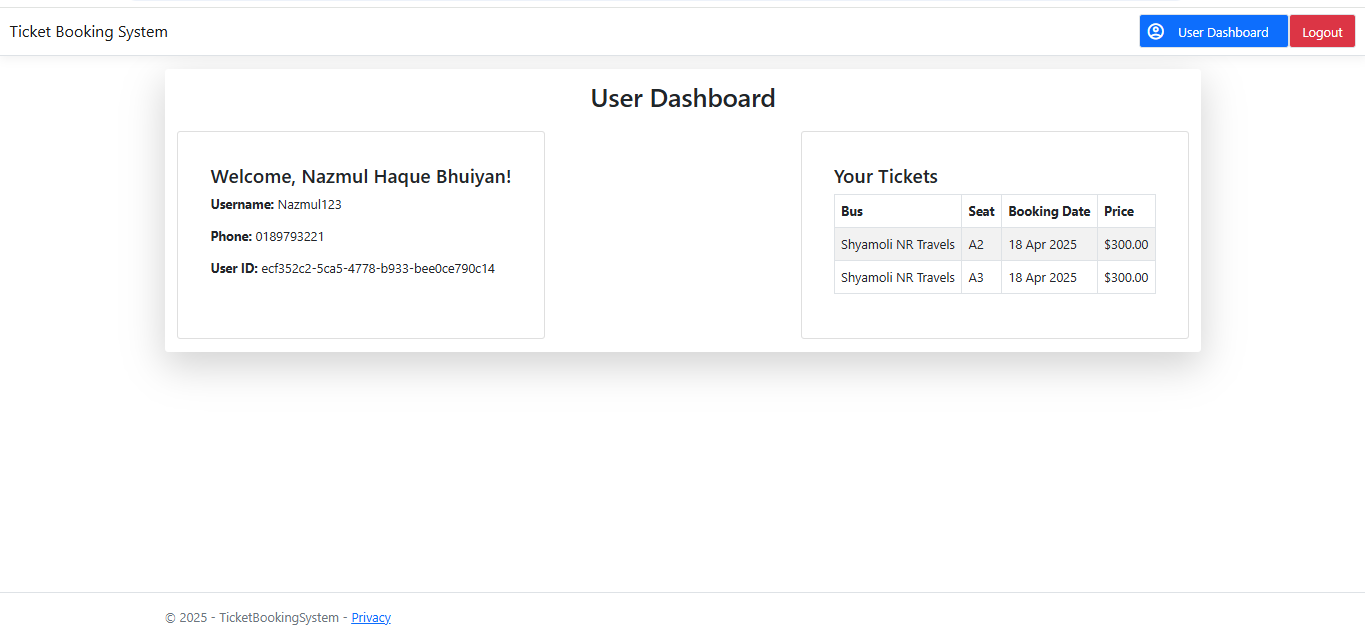 Ticket Booking System
User Dashboard
Logout
User Dashboard
Welcome, Nazmul Haque Bhuiyan!
Username: Nazmul123
Phone: 0189793221
User ID: ecf352c2-5ca5-4778-b933-bee0ce790c14
Your Tickets
Bus Seat Booking Date Price
Shyamoli NR Travels A2 18 Apr 2025 $300.00
Shyamoli NR Travels A3 18 Apr 2025 $300.00
© 2025 - TicketBookingSystem - Privacy